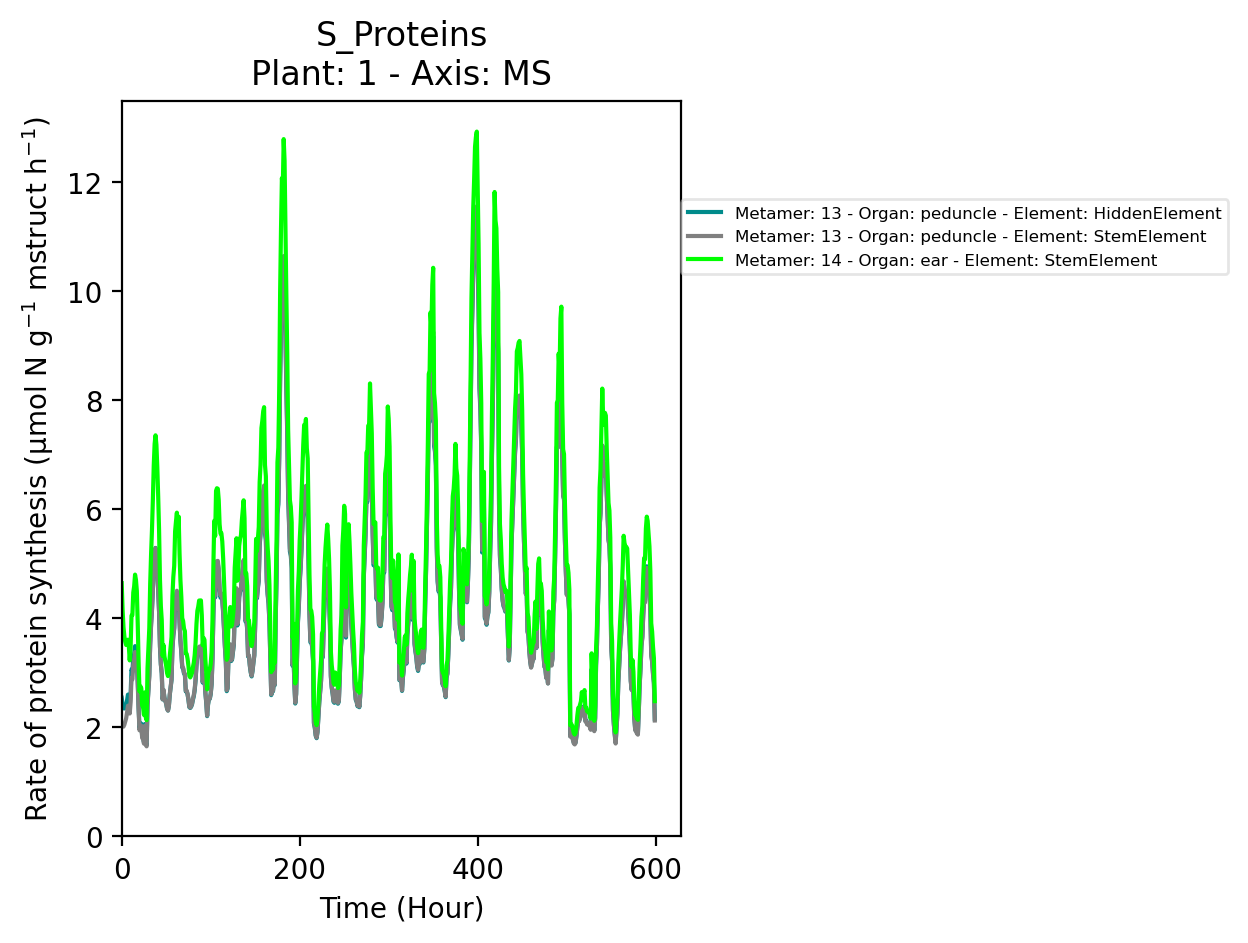 S_Proteins
Plant: 1 - Axis: MS
Rate of protein synthesis (µmol N g⁻¹ mstruct h⁻¹)
12
10
8
6
4
2
0
0 200 400 600
Time (Hour)
Metamer: 13 - Organ: peduncle - Element: HiddenElement
Metamer: 13 - Organ: peduncle - Element: StemElement
Metamer: 14 - Organ: ear - Element: StemElement